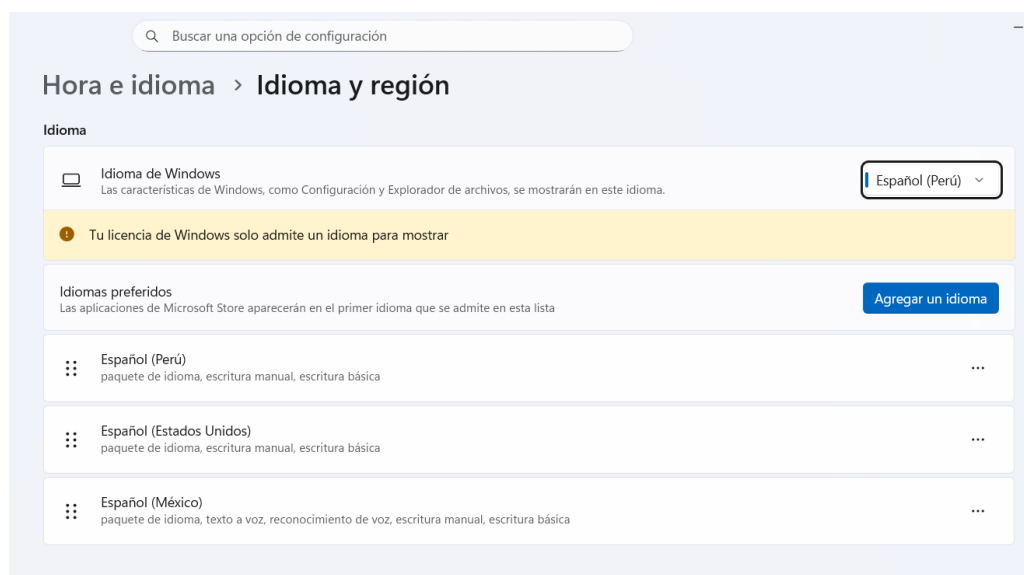 Buscar una opción de configuración
Hora e idioma > Idioma y región
Idioma
Idioma de Windows
Las características de Windows, como Configuración y Explorador de archivos, se mostrarán en este idioma.
Español (Perú)
Tu licencia de Windows solo admite un idioma para mostrar
Idiomas preferidos
Las aplicaciones de Microsoft Store aparecerán en el primer idioma que se admite en esta lista
Agregar un idioma
Español (Perú)
paquete de idioma, escritura manual, escritura básica
Español (Estados Unidos)
paquete de idioma, escritura manual, escritura básica
Español (México)
paquete de idioma, texto a voz, reconocimiento de voz, escritura manual, escritura básica